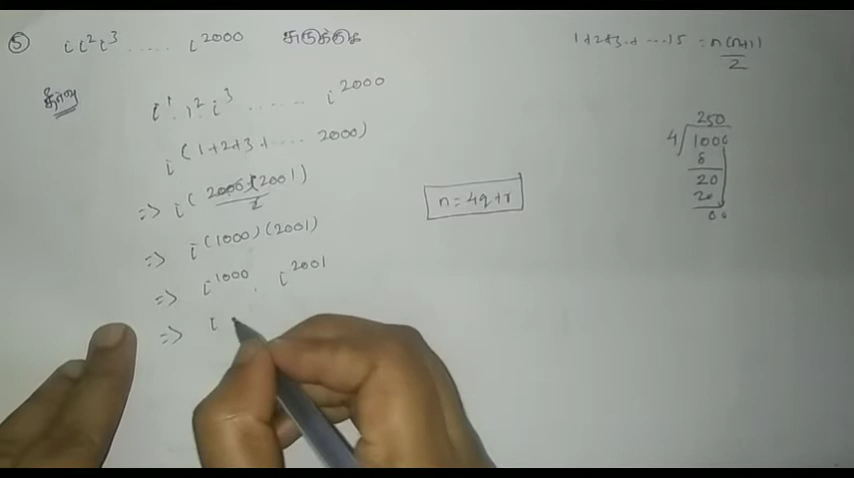 ⑤ i i² i³ ..... i²⁰⁰⁰ சுருக்குக
1+2+3+ ....15 = n(n+1)/2
தீர்வு
i¹ . i² i³ ...... i²⁰⁰⁰
i^(1+2+3+ .... 2000)
=> i^(2000 (2001)/2)
=> i^(1000)(2001)
=> i¹⁰⁰⁰ . i²⁰⁰¹
=> i
n = 4q+r
250
4 1000
8
20
20
00